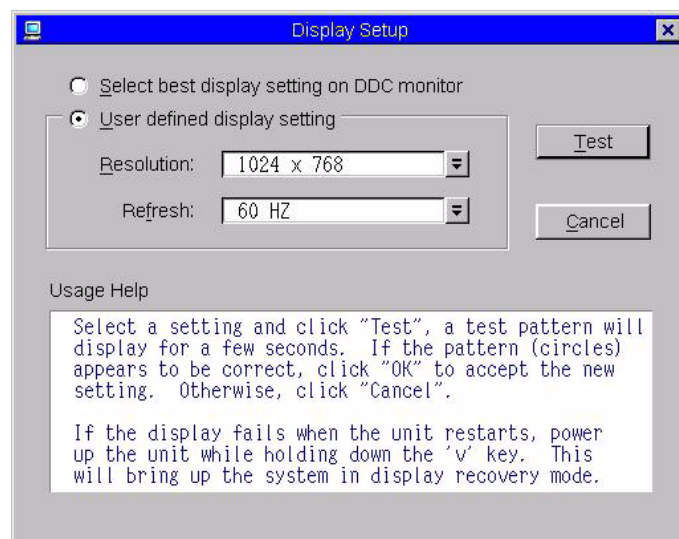 Display Setup
Select best display setting on DDC monitor
User defined display setting
Resolution: 1024 x 768
Refresh: 60 HZ
Test
Cancel
Usage Help
Select a setting and click "Test", a test pattern will
display for a few seconds. If the pattern (circles)
appears to be correct, click "OK" to accept the new
setting. Otherwise, click "Cancel".
If the display fails when the unit restarts, power
up the unit while holding down the 'v' key. This
will bring up the system in display recovery mode.